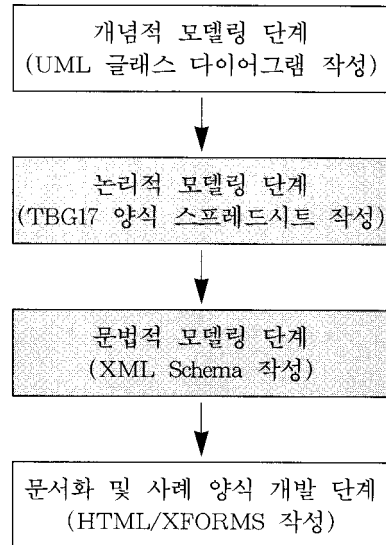 개념적 모델링 단계
(UML 글래스 다이어그램 작성)
논리적 모델링 단계
(TBG17 양식 스프레드시트 작성)
문법적 모델링 단계
(XML Schema 작성)
문서화 및 사례 양식 개발 단계
(HTML/XFORMS 작성)